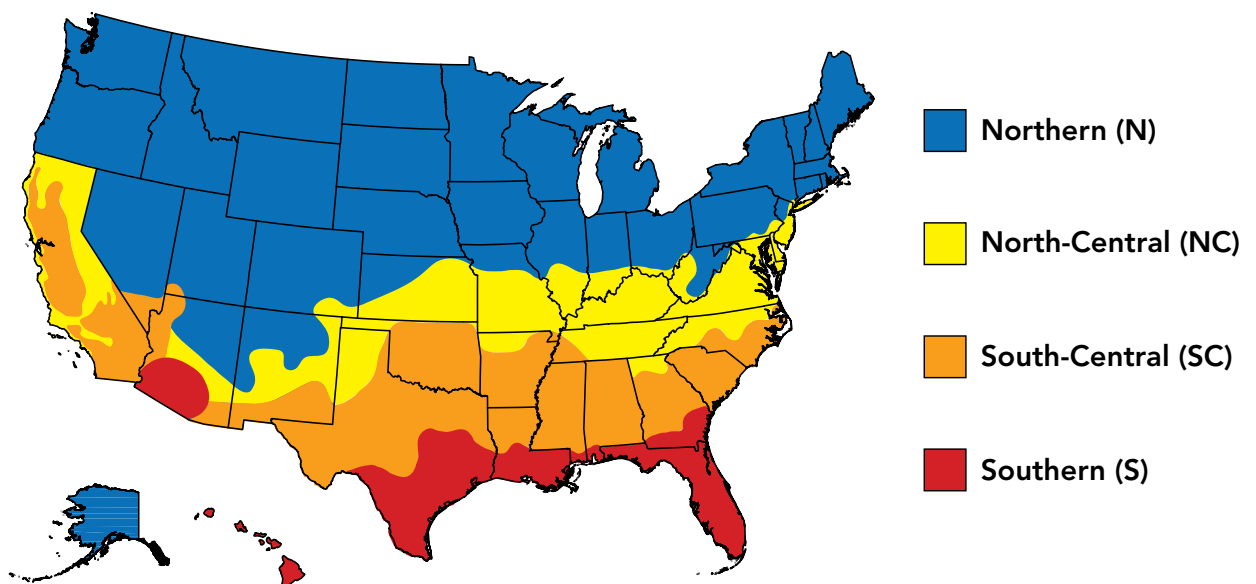 Northern (N)
North-Central (NC)
South-Central (SC)
Southern (S)